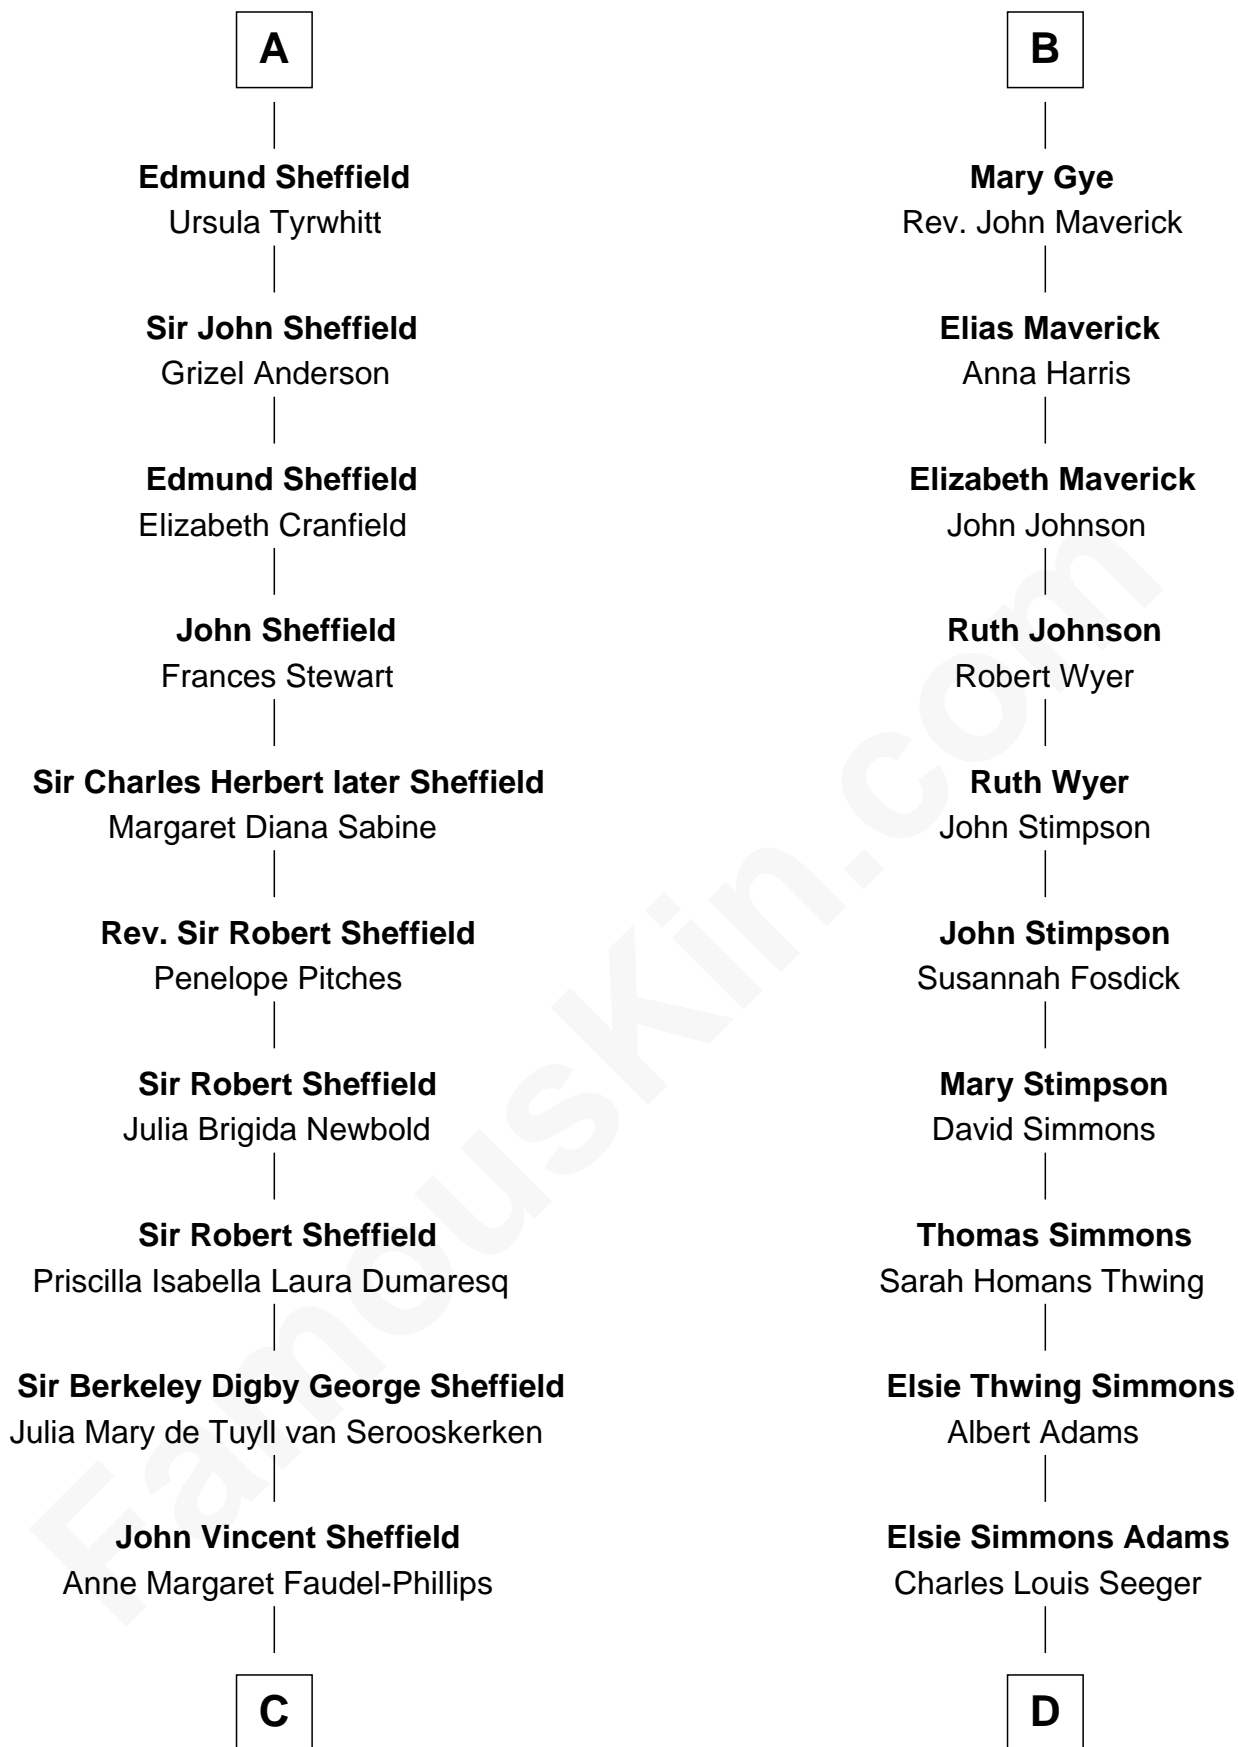 A
Edmund Sheffield
Ursula Tyrwhitt
Sir John Sheffield
Grizel Anderson
Edmund Sheffield
Elizabeth Cranfield
John Sheffield
Frances Stewart
Sir Charles Herbert later Sheffield
Margaret Diana Sabine
Rev. Sir Robert Sheffield
Penelope Pitches
Sir Robert Sheffield
Julia Brigida Newbold
Sir Robert Sheffield
Priscilla Isabella Laura Dumaresq
Sir Berkeley Digby George Sheffield
Julia Mary de Tuyll van Serooskerken
John Vincent Sheffield
Anne Margaret Faudel-Phillips
C
B
Mary Gye
Rev. John Maverick
Elias Maverick
Anna Harris
Elizabeth Maverick
John Johnson
Ruth Johnson
Robert Wyer
Ruth Wyer
John Stimpson
John Stimpson
Susannah Fosdick
Mary Stimpson
David Simmons
Thomas Simmons
Sarah Homans Thwing
Elsie Thwing Simmons
Albert Adams
Elsie Simmons Adams
Charles Louis Seeger
D
FamousKin.com